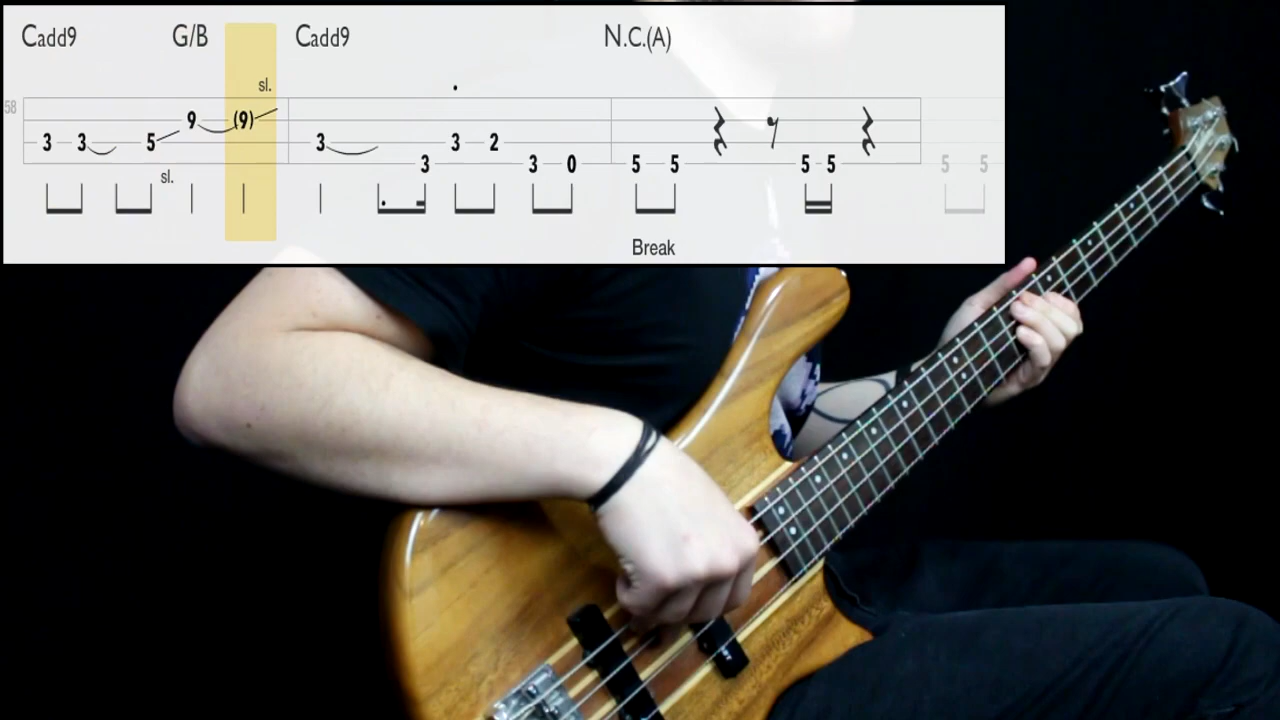 Cadd9 G/B Cadd9 N.C.(A)
sl.
58
9 (9)
3 3 5 3 3 2
3 3 0 5 5 5 5 5 5
sl.
Break